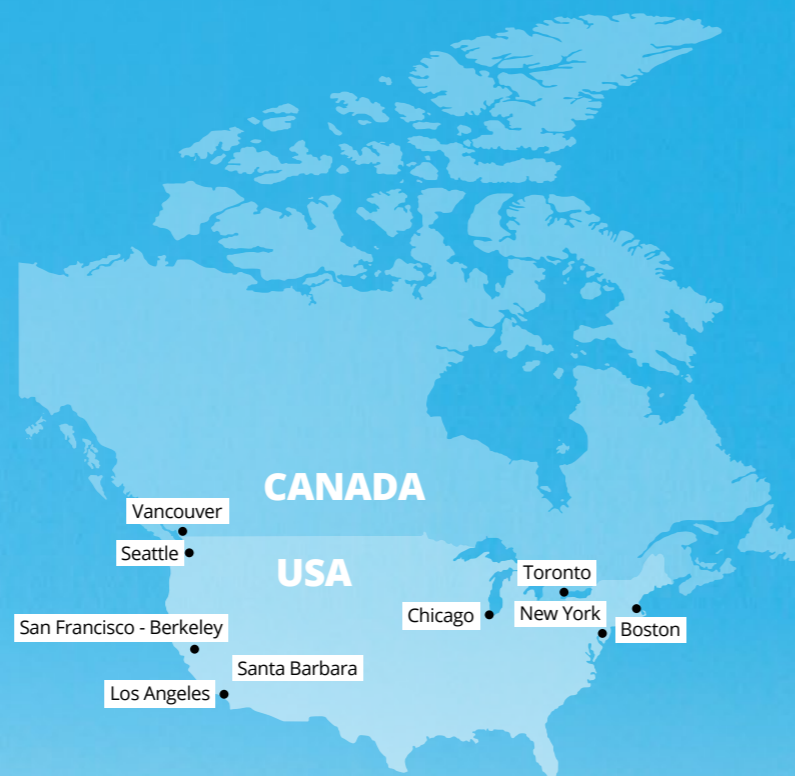 CANADA
Vancouver
Seattle
USA
Toronto
Chicago
New York
San Francisco - Berkeley
Boston
Santa Barbara
Los Angeles